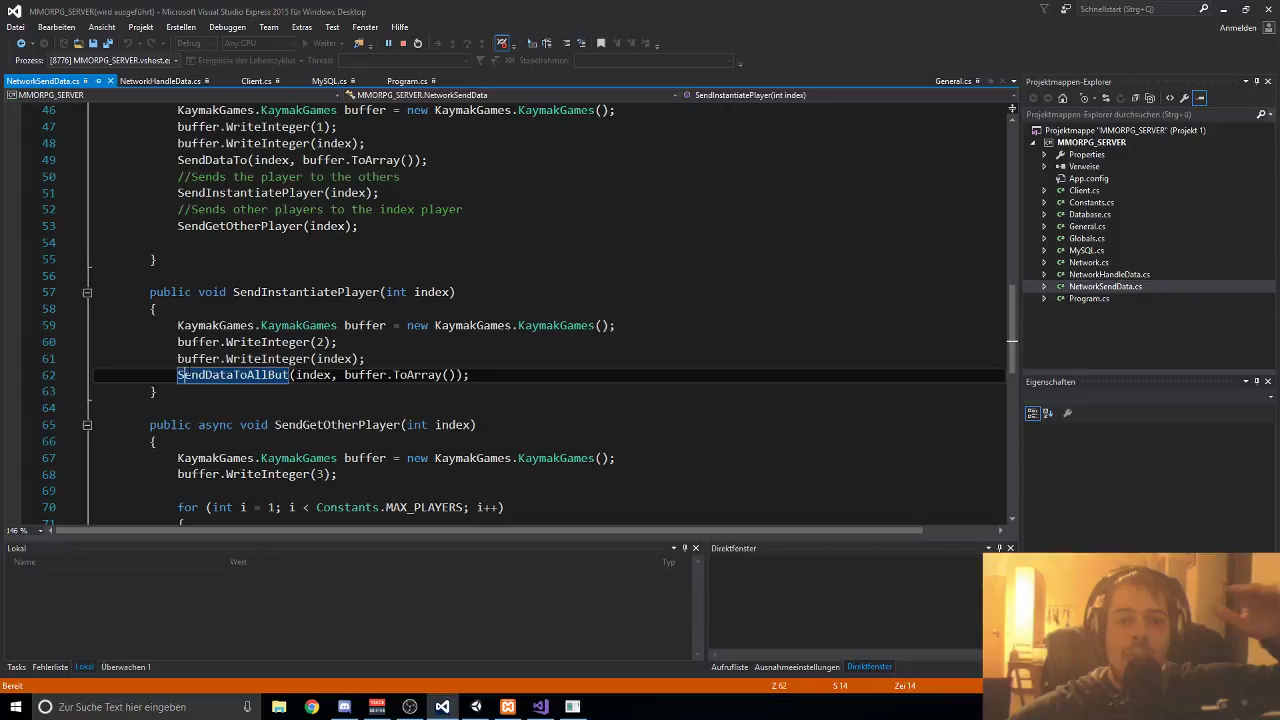 MMORPG_SERVER(wird ausgeführt) - Microsoft Visual Studio Express 2015 für Windows Desktop
Schnellstart (Strg+Q)
Datei Bearbeiten Ansicht Projekt Erstellen Debuggen Team Extras Test Fenster Hilfe
Anmelden
Debug Any CPU Weiter
Prozess: [8776] MMORPG_SERVER.vshost.e Ereignisse des Lebenszyklus Thread: Stapelrahmen:
NetworkSendData.cs NetworkHandleData.cs Client.cs MySQL.cs Program.cs General.cs
MMORPG_SERVER MMORPG_SERVER.NetworkSendData SendInstantiatePlayer(int index)
46 KaymakGames.KaymakGames buffer = new KaymakGames.KaymakGames();
47 buffer.WriteInteger(1);
48 buffer.WriteInteger(index);
49 SendDataTo(index, buffer.ToArray());
50 //Sends the player to the others
51 SendInstantiatePlayer(index);
52 //Sends other players to the index player
53 SendGetOtherPlayer(index);
54
55 }
56
57 public void SendInstantiatePlayer(int index)
58 {
59 KaymakGames.KaymakGames buffer = new KaymakGames.KaymakGames();
60 buffer.WriteInteger(2);
61 buffer.WriteInteger(index);
62 SendDataToAllBut(index, buffer.ToArray());
63 }
64
65 public async void SendGetOtherPlayer(int index)
66 {
67 KaymakGames.KaymakGames buffer = new KaymakGames.KaymakGames();
68 buffer.WriteInteger(3);
69
70 for (int i = 1; i < Constants.MAX_PLAYERS; i++)
71 {
146 %
Projektmappen-Explorer
Projektmappen-Explorer durchsuchen (Strg+ü)
Projektmappe "MMORPG_SERVER" (Projekt 1)
MMORPG_SERVER
Properties
Verweise
App.config
Client.cs
Constants.cs
Database.cs
General.cs
Globals.cs
MySQL.cs
Network.cs
NetworkHandleData.cs
NetworkSendData.cs
Program.cs
Eigenschaften
Lokal
Name Wert Typ
Direktfenster
Tasks Fehlerliste Lokal Überwachen 1
Aufrufliste Ausnahmeeinstellungen Direktfenster
Bereit Z 62 S 14 Zei 14
Zur Suche Text hier eingeben